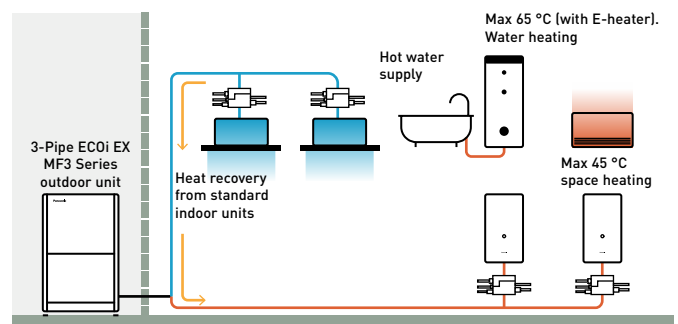 Max 65 °C (with E-heater).
Water heating
Hot water
supply
3-Pipe ECOi EX
MF3 Series
outdoor unit
Heat recovery
from standard
indoor units
Max 45 °C
space heating